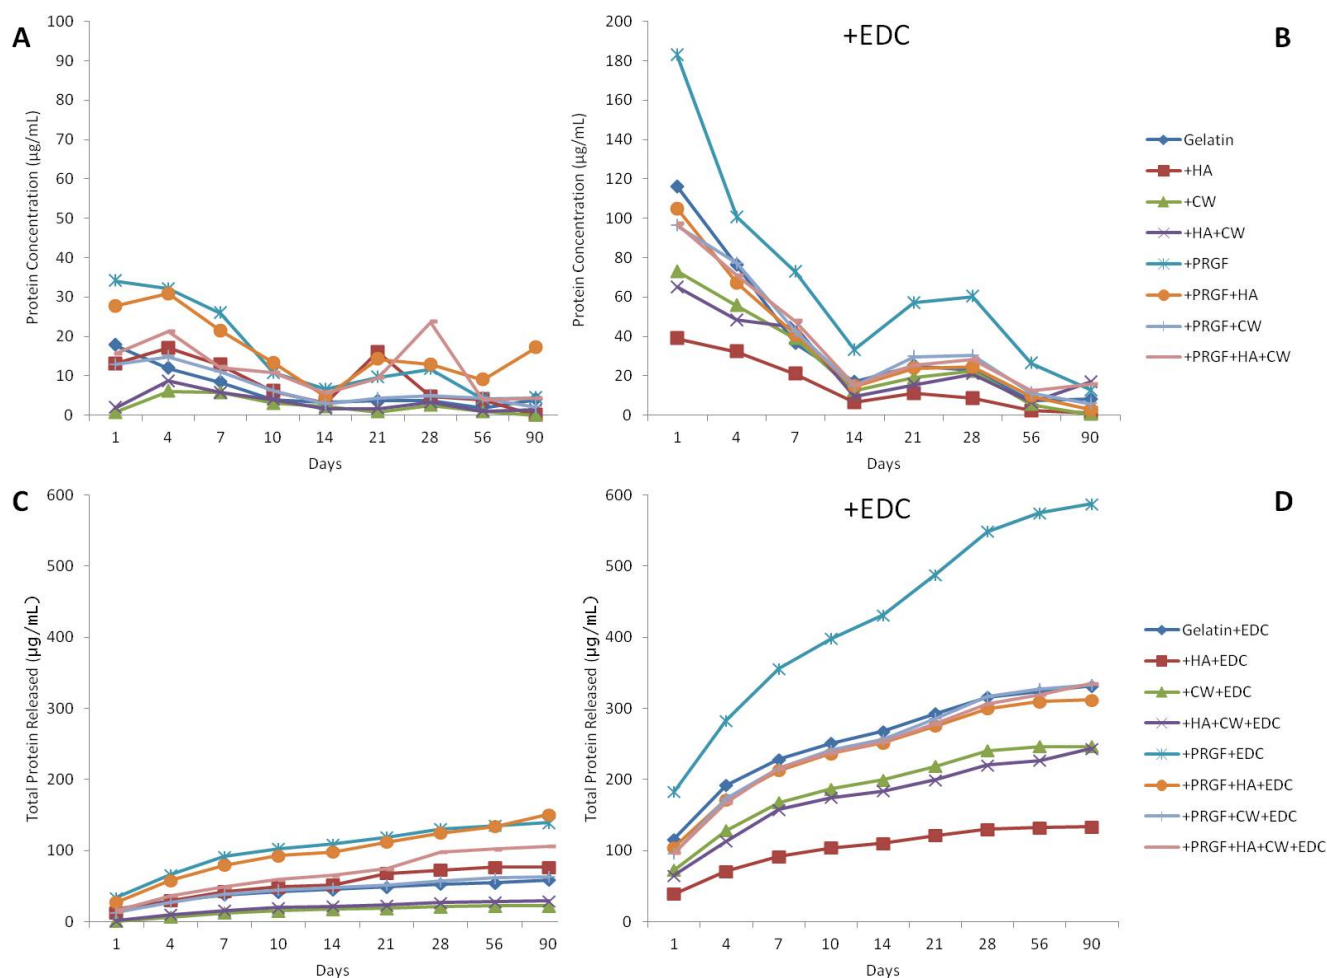 A
Protein Concentration (µg/mL)
100
90
80
70
60
50
40
30
20
10
0
1 4 7 10 14 21 28 56 90
Days
+EDC
B
Protein Concentration (µg/mL)
200
180
160
140
120
100
80
60
40
20
0
1 4 7 14 21 28 56 90
Days
Gelatin
+HA
+CW
+HA+CW
+PRGF
+PRGF+HA
+PRGF+CW
+PRGF+HA+CW
C
Total Protein Released (µg/mL)
600
500
400
300
200
100
0
1 4 7 10 14 21 28 56 90
Days
+EDC
D
Total Protein Released (µg/mL)
600
500
400
300
200
100
0
1 4 7 10 14 21 28 56 90
Days
Gelatin+EDC
+HA+EDC
+CW+EDC
+HA+CW+EDC
+PRGF+EDC
+PRGF+HA+EDC
+PRGF+CW+EDC
+PRGF+HA+CW+EDC